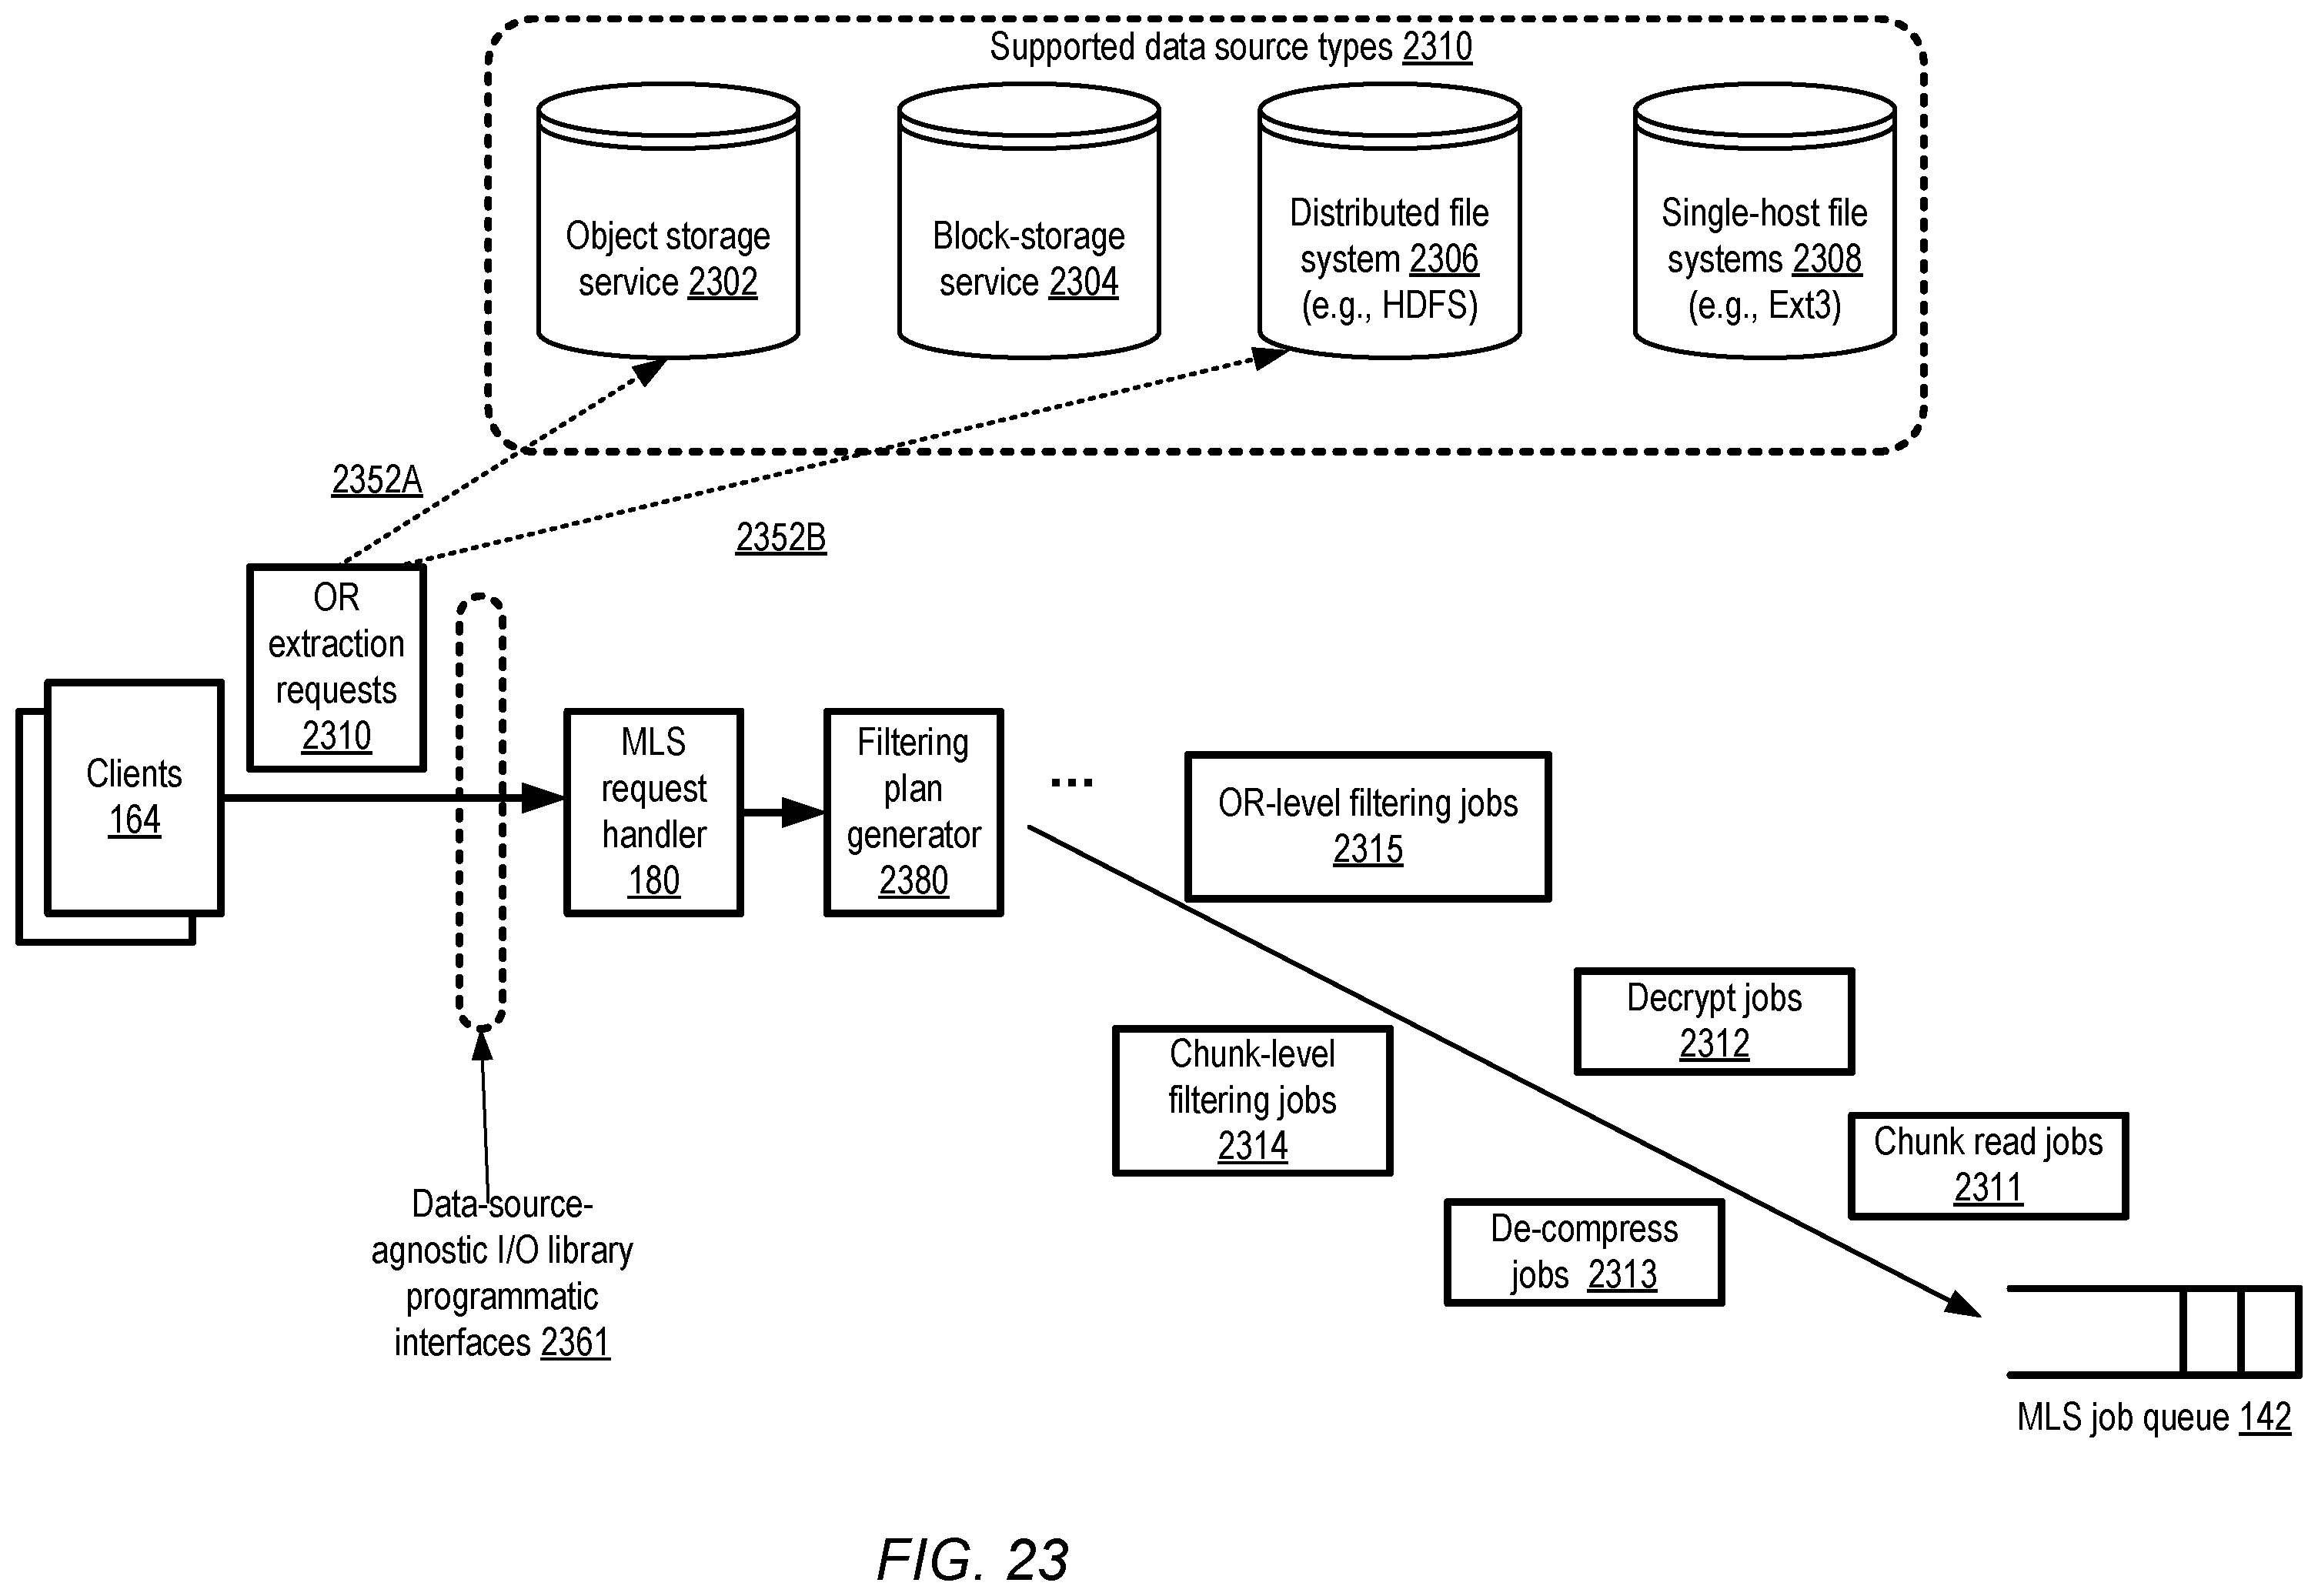 Supported data source types 2310
Object storage
service 2302
Block-storage
service 2304
Distributed file
system 2306
(e.g., HDFS)
Single-host file
systems 2308
(e.g., Ext3)
2352A
2352B
OR
extraction
requests
2310
Clients
164
MLS
request
handler
180
Filtering
plan
generator
2380
...
OR-level filtering jobs
2315
Decrypt jobs
2312
Chunk-level
filtering jobs
2314
Chunk read jobs
2311
De-compress
jobs 2313
Data-source-
agnostic I/O library
programmatic
interfaces 2361
MLS job queue 142
FIG. 23